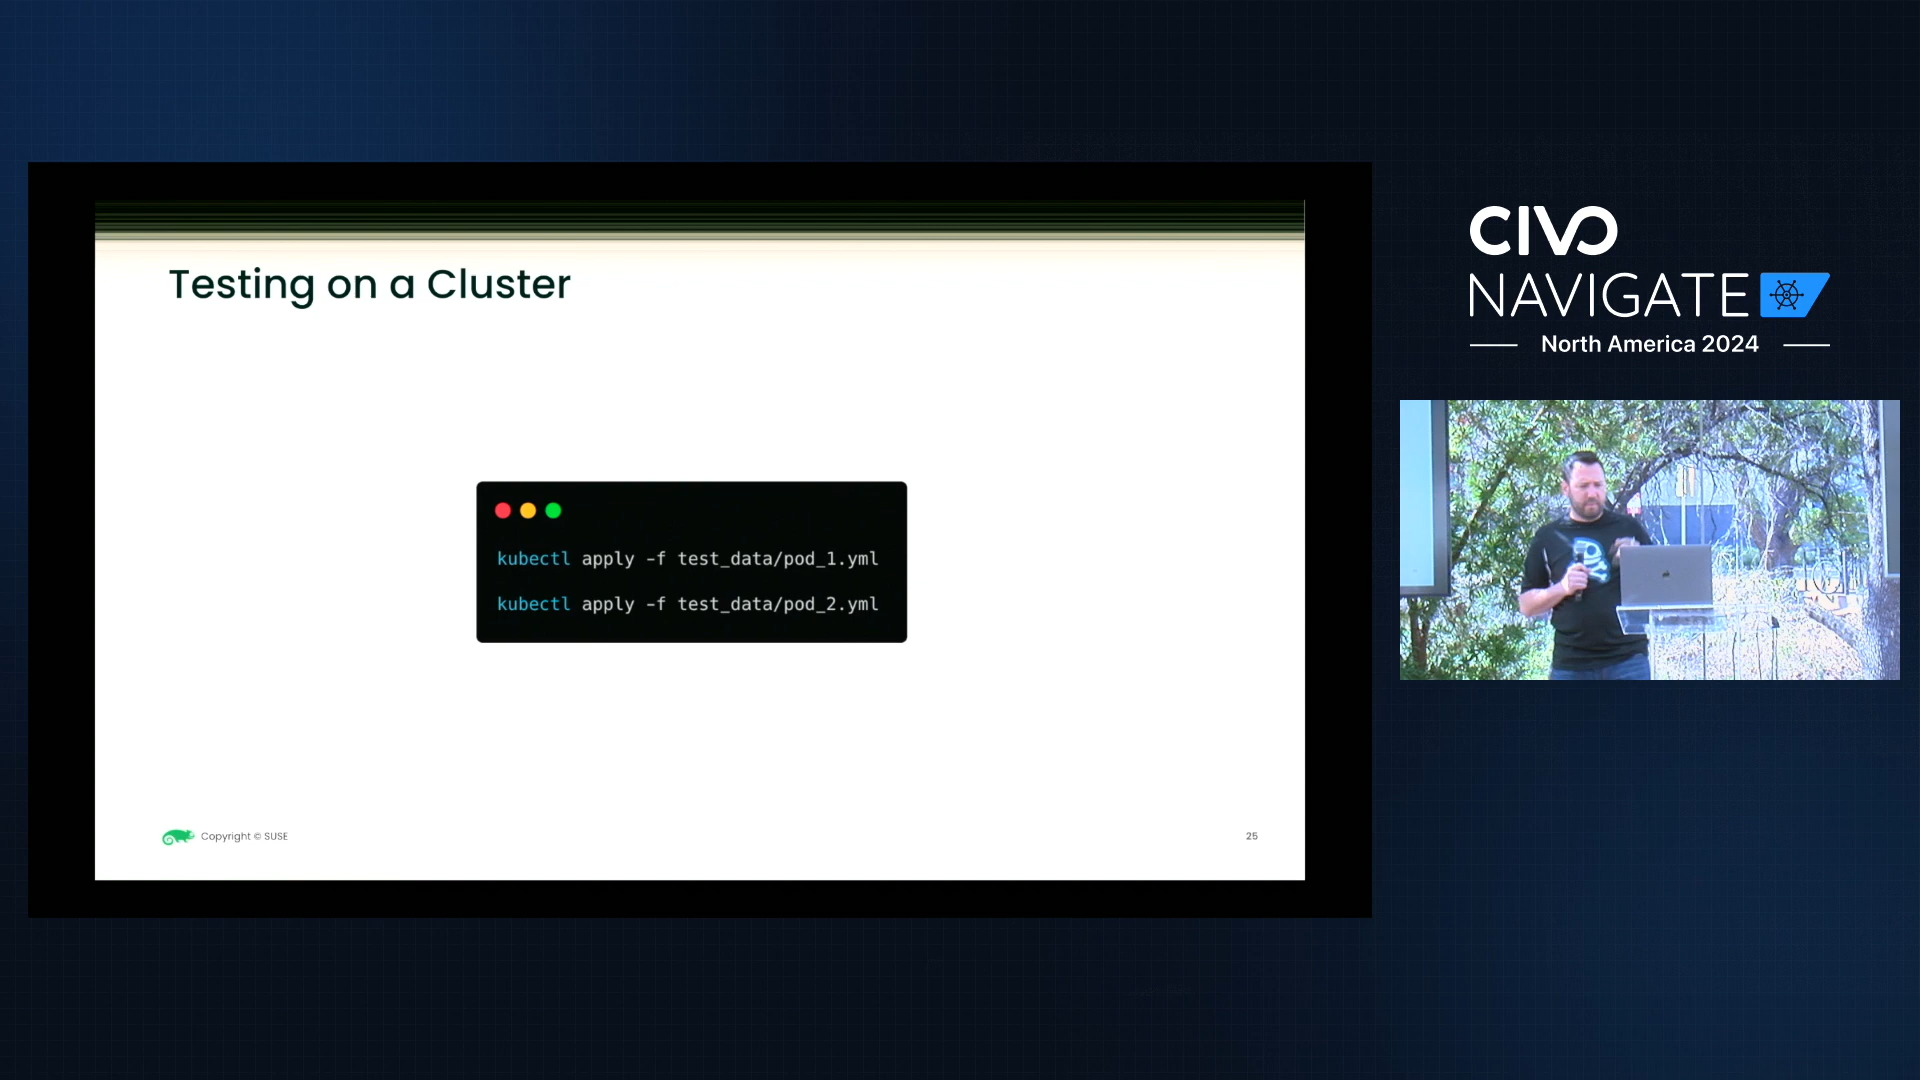 Testing on a Cluster
kubectl apply -f test_data/pod_1.yml
kubectl apply -f test_data/pod_2.yml
Copyright © SUSE
25
CIVO
NAVIGATE
North America 2024